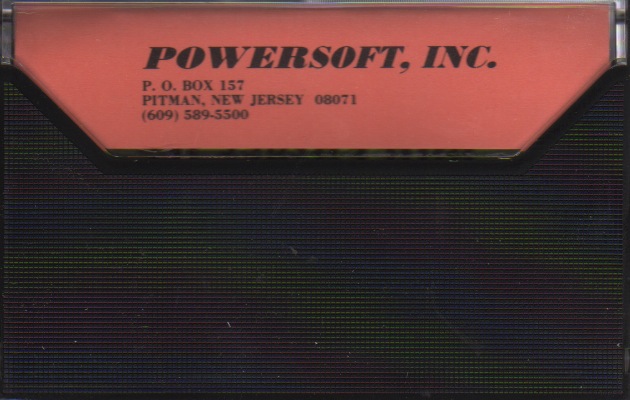 POWERSOFT, INC.
P. O. BOX 157
PITMAN, NEW JERSEY 08071
(609) 589-5500